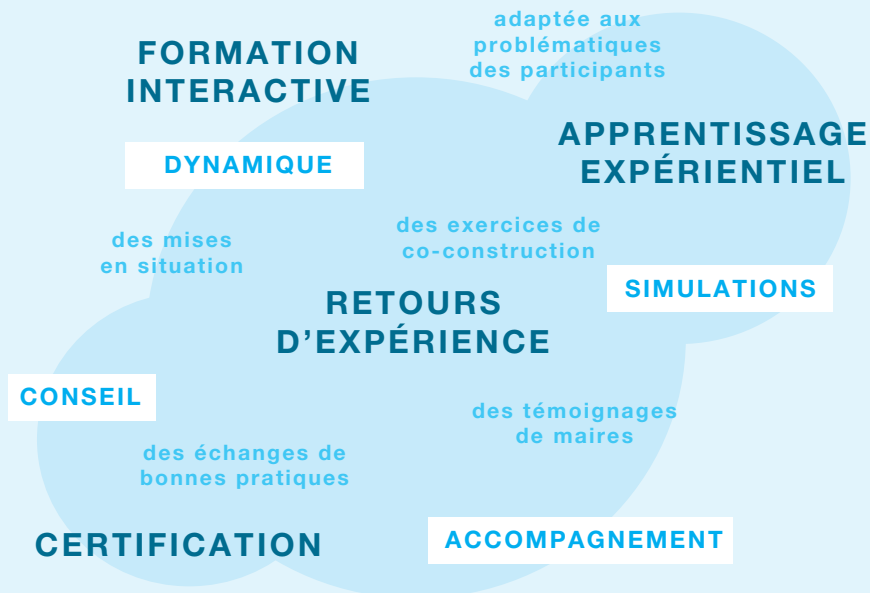 adaptée aux
problématiques
des participants
FORMATION
INTERACTIVE
APPRENTISSAGE
EXPÉRIENTIEL
DYNAMIQUE
des mises
en situation
des exercices de
co-construction
SIMULATIONS
RETOURS
D'EXPÉRIENCE
CONSEIL
des témoignages
de maires
des échanges de
bonnes pratiques
CERTIFICATION
ACCOMPAGNEMENT